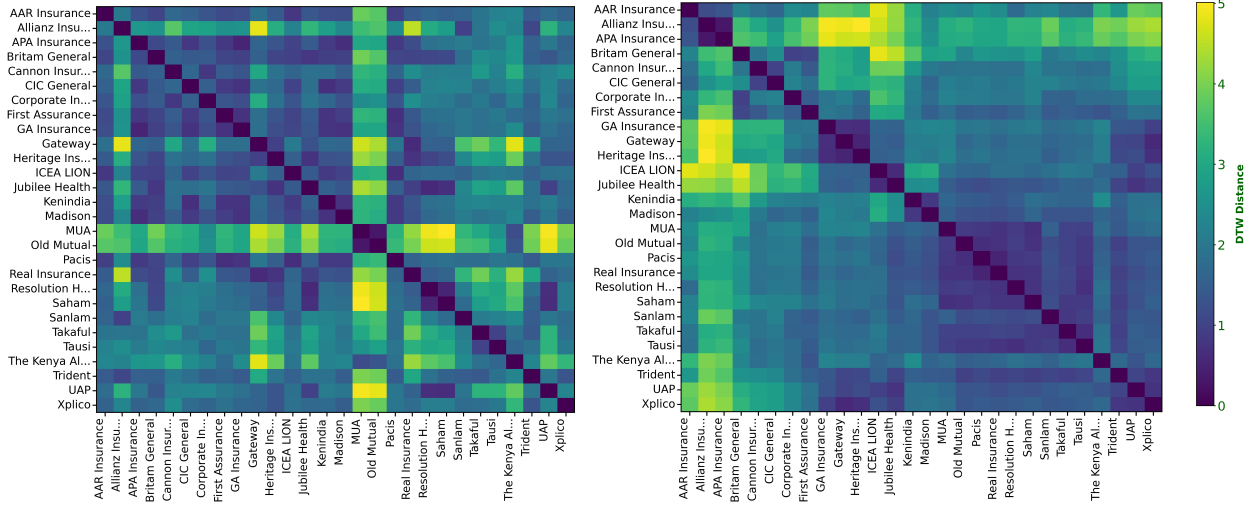 AAR Insurance
Allianz Insu...
APA Insurance
Britam General
Cannon Insur...
CIC General
Corporate In...
First Assurance
GA Insurance
Gateway
Heritage Ins...
ICEA LION
Jubilee Health
Kenindia
Madison
MUA
Old Mutual
Pacis
Real Insurance
Resolution H...
Saham
Sanlam
Takaful
Tausi
The Kenya Al...
Trident
UAP
Xplico
AAR Insurance
Allianz Insu...
APA Insurance
Britam General
Cannon Insur...
CIC General
Corporate In...
First Assurance
GA Insurance
Gateway
Heritage Ins...
ICEA LION
Jubilee Health
Kenindia
Madison
MUA
Old Mutual
Pacis
Real Insurance
Resolution H...
Saham
Sanlam
Takaful
Tausi
The Kenya Al...
Trident
UAP
Xplico
AAR Insurance
Allianz Insu...
APA Insurance
Britam General
Cannon Insur...
CIC General
Corporate In...
First Assurance
GA Insurance
Gateway
Heritage Ins...
ICEA LION
Jubilee Health
Kenindia
Madison
MUA
Old Mutual
Pacis
Real Insurance
Resolution H...
Saham
Sanlam
Takaful
Tausi
The Kenya Al...
Trident
UAP
Xplico
AAR Insurance
Allianz Insu...
APA Insurance
Britam General
Cannon Insur...
CIC General
Corporate In...
First Assurance
GA Insurance
Gateway
Heritage Ins...
ICEA LION
Jubilee Health
Kenindia
Madison
MUA
Old Mutual
Pacis
Real Insurance
Resolution H...
Saham
Sanlam
Takaful
Tausi
The Kenya Al...
Trident
UAP
Xplico
5
4
3
2
1
0
DTW Distance